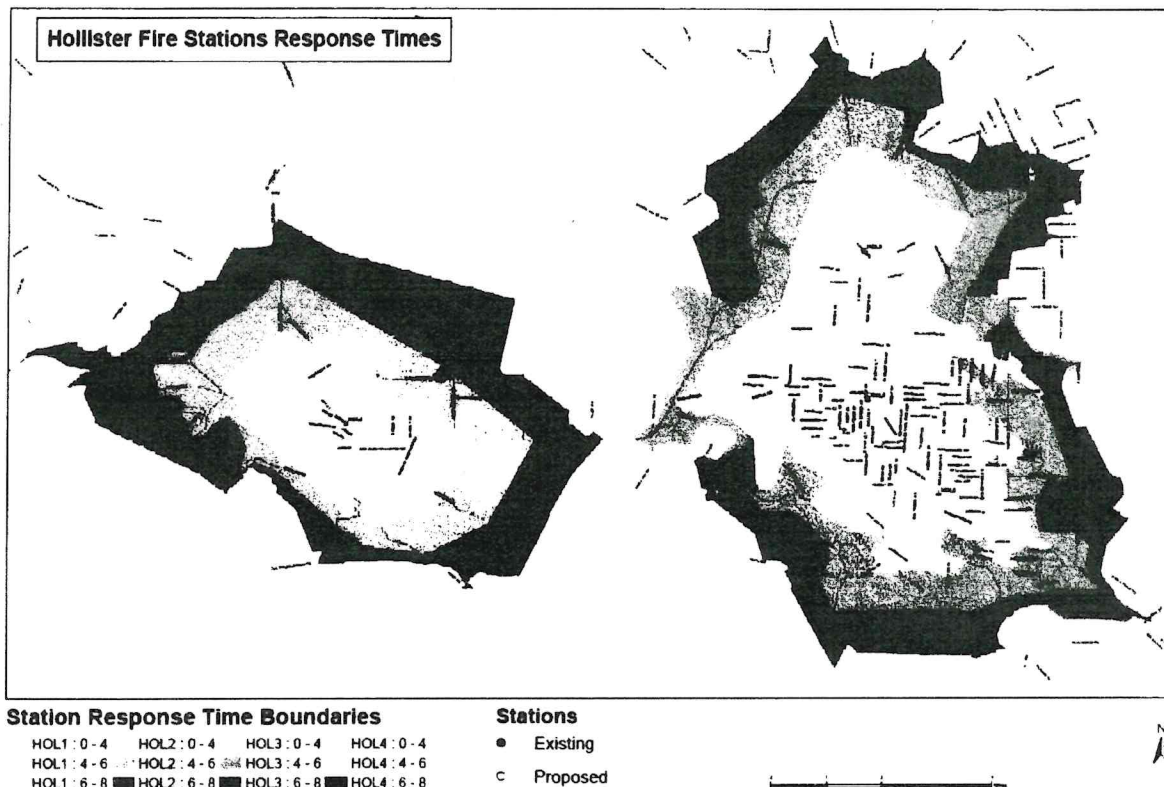 Hollister Fire Stations Response Times
Station Response Time Boundaries
HOL1 : 0 - 4 HOL2 : 0 - 4 HOL3 : 0 - 4 HOL4 : 0 - 4
HOL1 : 4 - 6 HOL2 : 4 - 6 HOL3 : 4 - 6 HOL4 : 4 - 6
HOL1 : 6 - 8 HOL2 : 6 - 8 HOL3 : 6 - 8 HOL4 : 6 - 8
Stations
Existing
Proposed
N